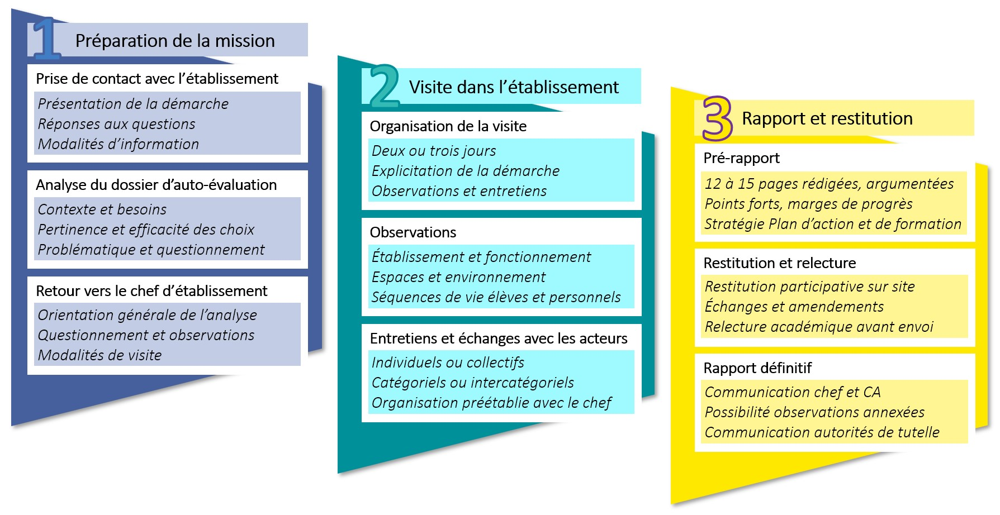 1
Préparation de la mission
Prise de contact avec l’établissement
Présentation de la démarche
Réponses aux questions
Modalités d’information
Analyse du dossier d’auto-évaluation
Contexte et besoins
Pertinence et efficacité des choix
Problématique et questionnement
Retour vers le chef d’établissement
Orientation générale de l’analyse
Questionnement et observations
Modalités de visite
2
Visite dans l’établissement
Organisation de la visite
Deux ou trois jours
Explicitation de la démarche
Observations et entretiens
Observations
Établissement et fonctionnement
Espaces et environnement
Séquences de vie élèves et personnels
Entretiens et échanges avec les acteurs
Individuels ou collectifs
Catégoriels ou intercatégoriels
Organisation préétablie avec le chef
3
Rapport et restitution
Pré-rapport
12 à 15 pages rédigées, argumentées
Points forts, marges de progrès
Stratégie Plan d’action et de formation
Restitution et relecture
Restitution participative sur site
Échanges et amendements
Relecture académique avant envoi
Rapport définitif
Communication chef et CA
Possibilité observations annexées
Communication autorités de tutelle